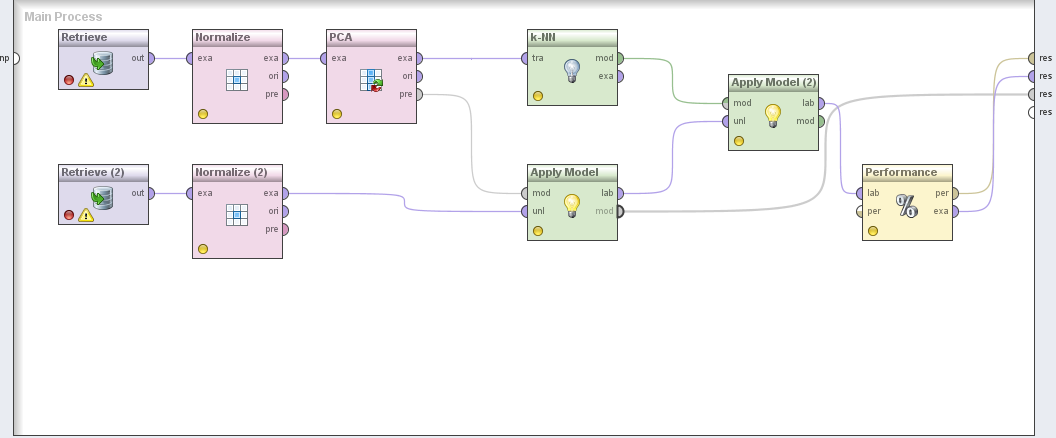 Main Process
Retrieve
out
Normalize
exa
exa
ori
pre
PCA
exa
exa
ori
pre
k-NN
tra
mod
exa
Apply Model (2)
mod
unl
lab
mod
np
res
res
res
res
Retrieve (2)
out
Normalize (2)
exa
exa
ori
pre
Apply Model
mod
unl
lab
mod
Performance
lab
per
per
exa
%